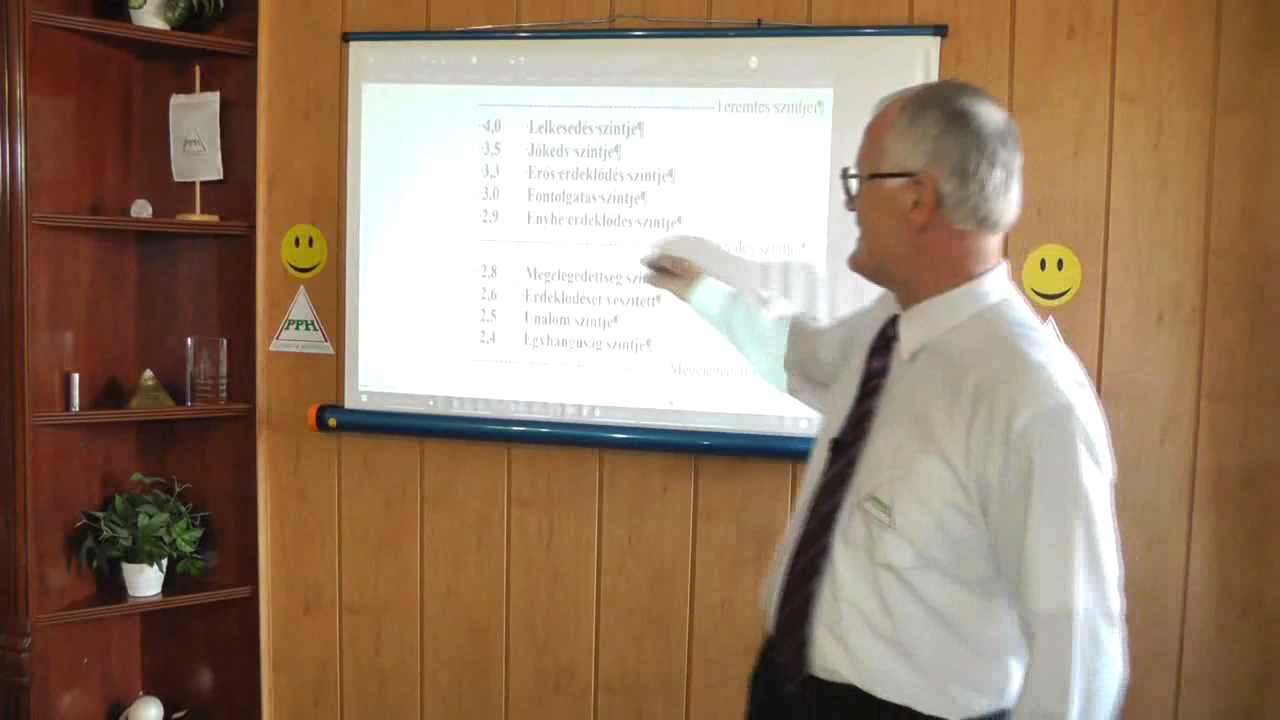 Teremtés szintjei¶
4,0 Lelkesedés szintje¶
3,5 Jókedv szintje¶
3,3 Erős érdeklődés szintje¶
3.0 Fontolgatás szintje¶
2,9 Enyhe érdeklődés szintje¶
szintjei¶
2,8 Megelégedettség
2,6 Érdeklődését veszített¶
2,5 Unalom szintje¶
2,4 Egyhangúság szintje¶
PPH